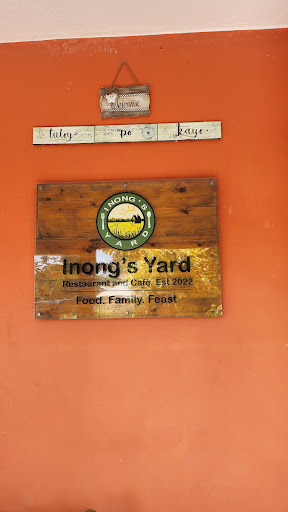 Welcome
tuloy po kayo
INONG'S
YARD
Inong's Yard
Restaurant and Café. Est 2022
Food. Family. Feast